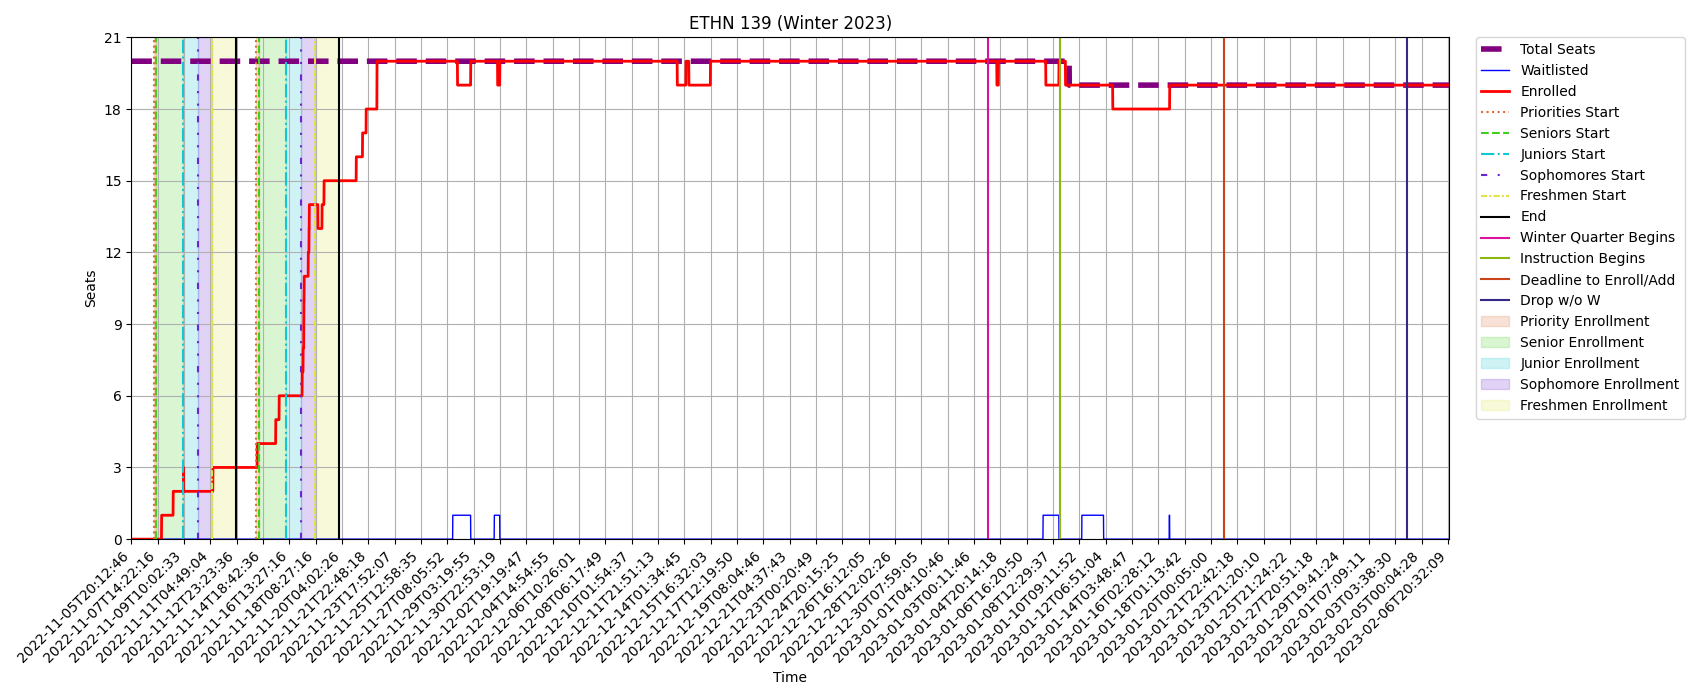 ETHN 139 (Winter 2023)
21
18
15
12
9
6
3
0
Seats
2022-11-05T20:12:46
2022-11-07T14:22:16
2022-11-09T10:02:33
2022-11-11T04:49:04
2022-11-12T23:23:36
2022-11-14T18:42:36
2022-11-16T13:27:16
2022-11-18T08:27:16
2022-11-20T04:02:26
2022-11-21T22:48:18
2022-11-23T17:52:07
2022-11-25T12:58:35
2022-11-27T08:05:52
2022-11-29T03:19:55
2022-11-30T22:53:19
2022-12-02T19:19:47
2022-12-04T14:54:55
2022-12-06T10:26:01
2022-12-08T06:17:49
2022-12-10T01:54:37
2022-12-11T21:51:13
2022-12-14T01:34:45
2022-12-15T16:32:03
2022-12-17T12:19:50
2022-12-19T08:04:46
2022-12-21T04:37:43
2022-12-23T00:20:49
2022-12-24T20:15:25
2022-12-26T16:12:05
2022-12-28T12:02:26
2022-12-30T07:59:05
2023-01-01T04:10:46
2023-01-03T00:11:46
2023-01-04T20:14:18
2023-01-06T16:20:50
2023-01-08T12:29:37
2023-01-10T09:11:52
2023-01-12T06:51:04
2023-01-14T03:48:47
2023-01-16T02:28:12
2023-01-18T01:13:42
2023-01-20T00:05:00
2023-01-21T22:42:18
2023-01-23T21:20:10
2023-01-25T21:24:22
2023-01-27T20:51:18
2023-01-29T19:41:24
2023-02-01T07:09:11
2023-02-03T03:38:30
2023-02-05T00:04:28
2023-02-06T20:32:09
Time
Total Seats
Waitlisted
Enrolled
Priorities Start
Seniors Start
Juniors Start
Sophomores Start
Freshmen Start
End
Winter Quarter Begins
Instruction Begins
Deadline to Enroll/Add
Drop w/o W
Priority Enrollment
Senior Enrollment
Junior Enrollment
Sophomore Enrollment
Freshmen Enrollment